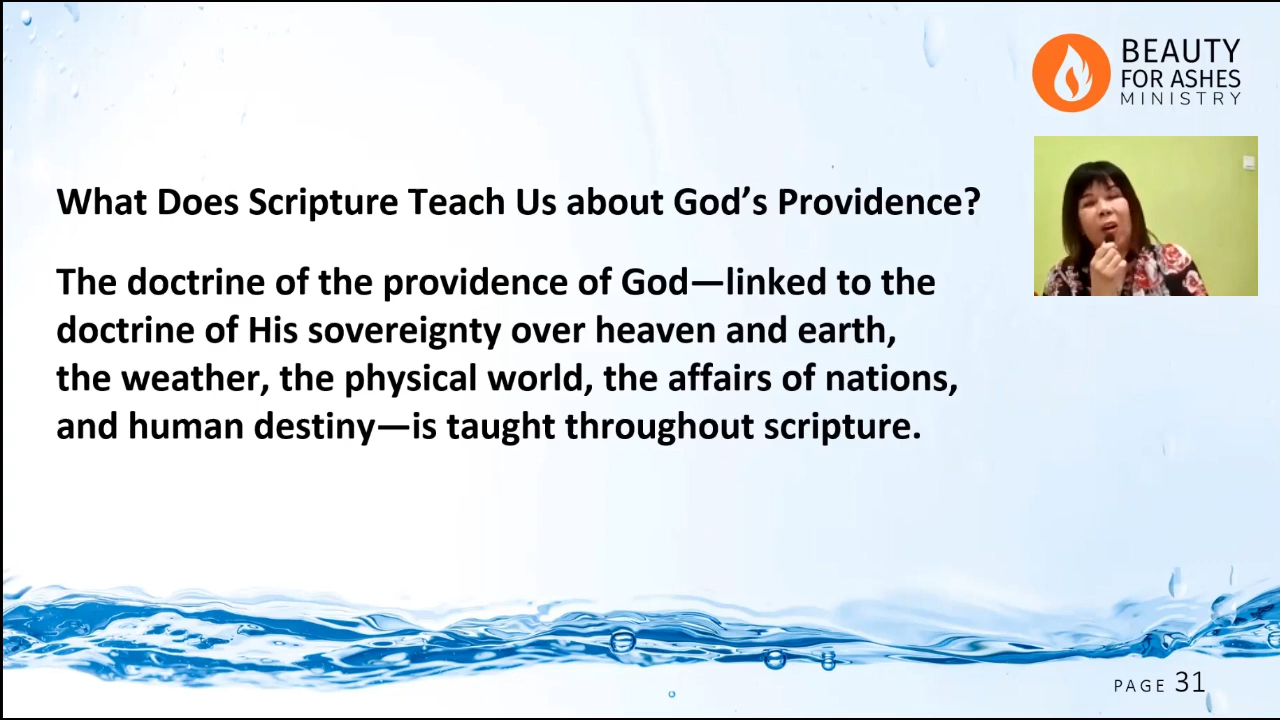 BEAUTY
FOR ASHES
MINISTRY
What Does Scripture Teach Us about God’s Providence?
The doctrine of the providence of God—linked to the
doctrine of His sovereignty over heaven and earth,
the weather, the physical world, the affairs of nations,
and human destiny—is taught throughout scripture.
PAGE 31